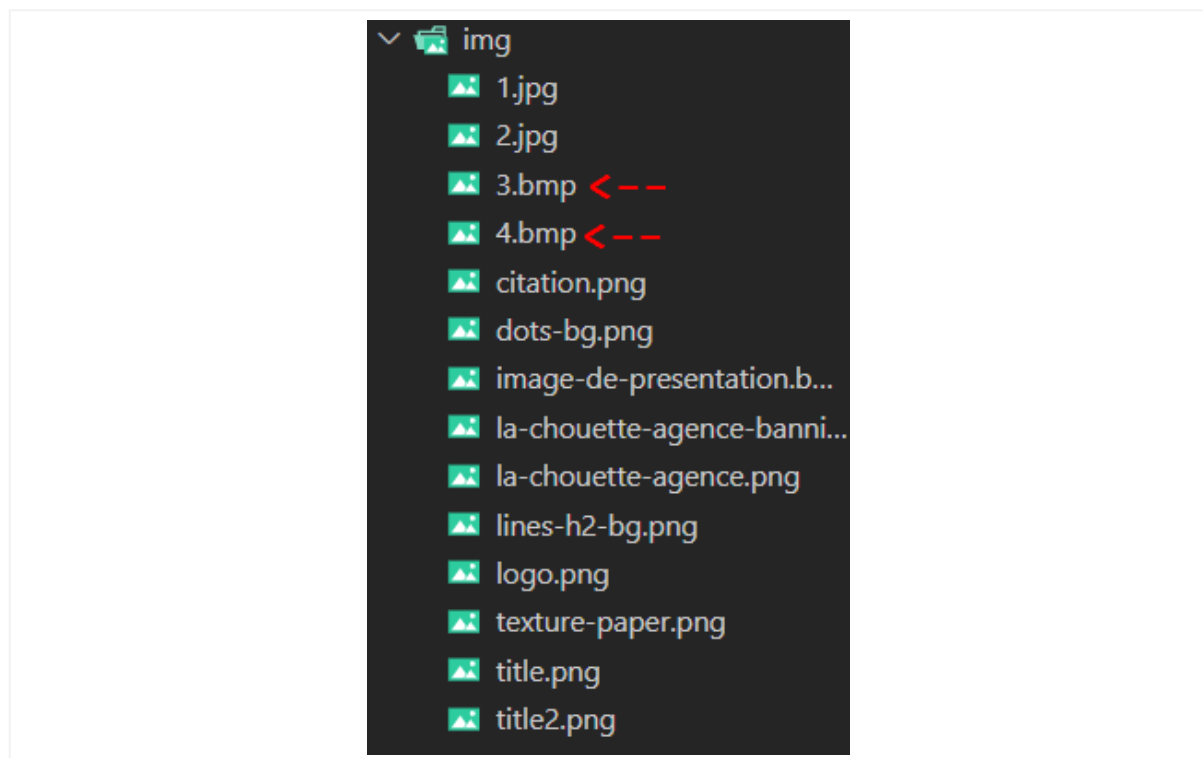 img
1.jpg
2.jpg
3.bmp <--
4.bmp <--
citation.png
dots-bg.png
image-de-presentation.b...
la-chouette-agence-banni...
la-chouette-agence.png
lines-h2-bg.png
logo.png
texture-paper.png
title.png
title2.png